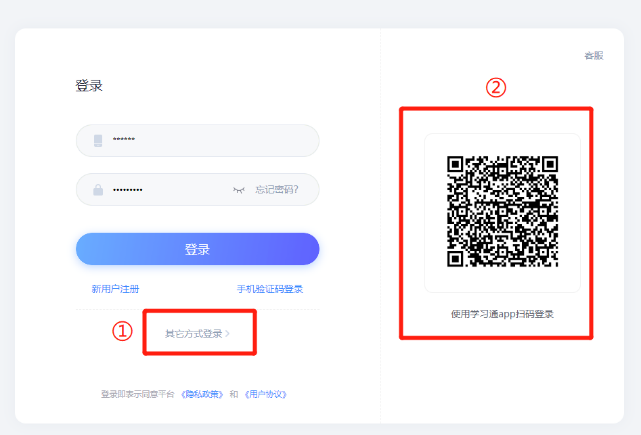 客服
登录
②
******
*********
忘记密码?
登录
新用户注册 手机验证码登录
使用学习通app扫码登录
① 其它方式登录 >
登录即表示同意平台 《隐私政策》 和 《用户协议》